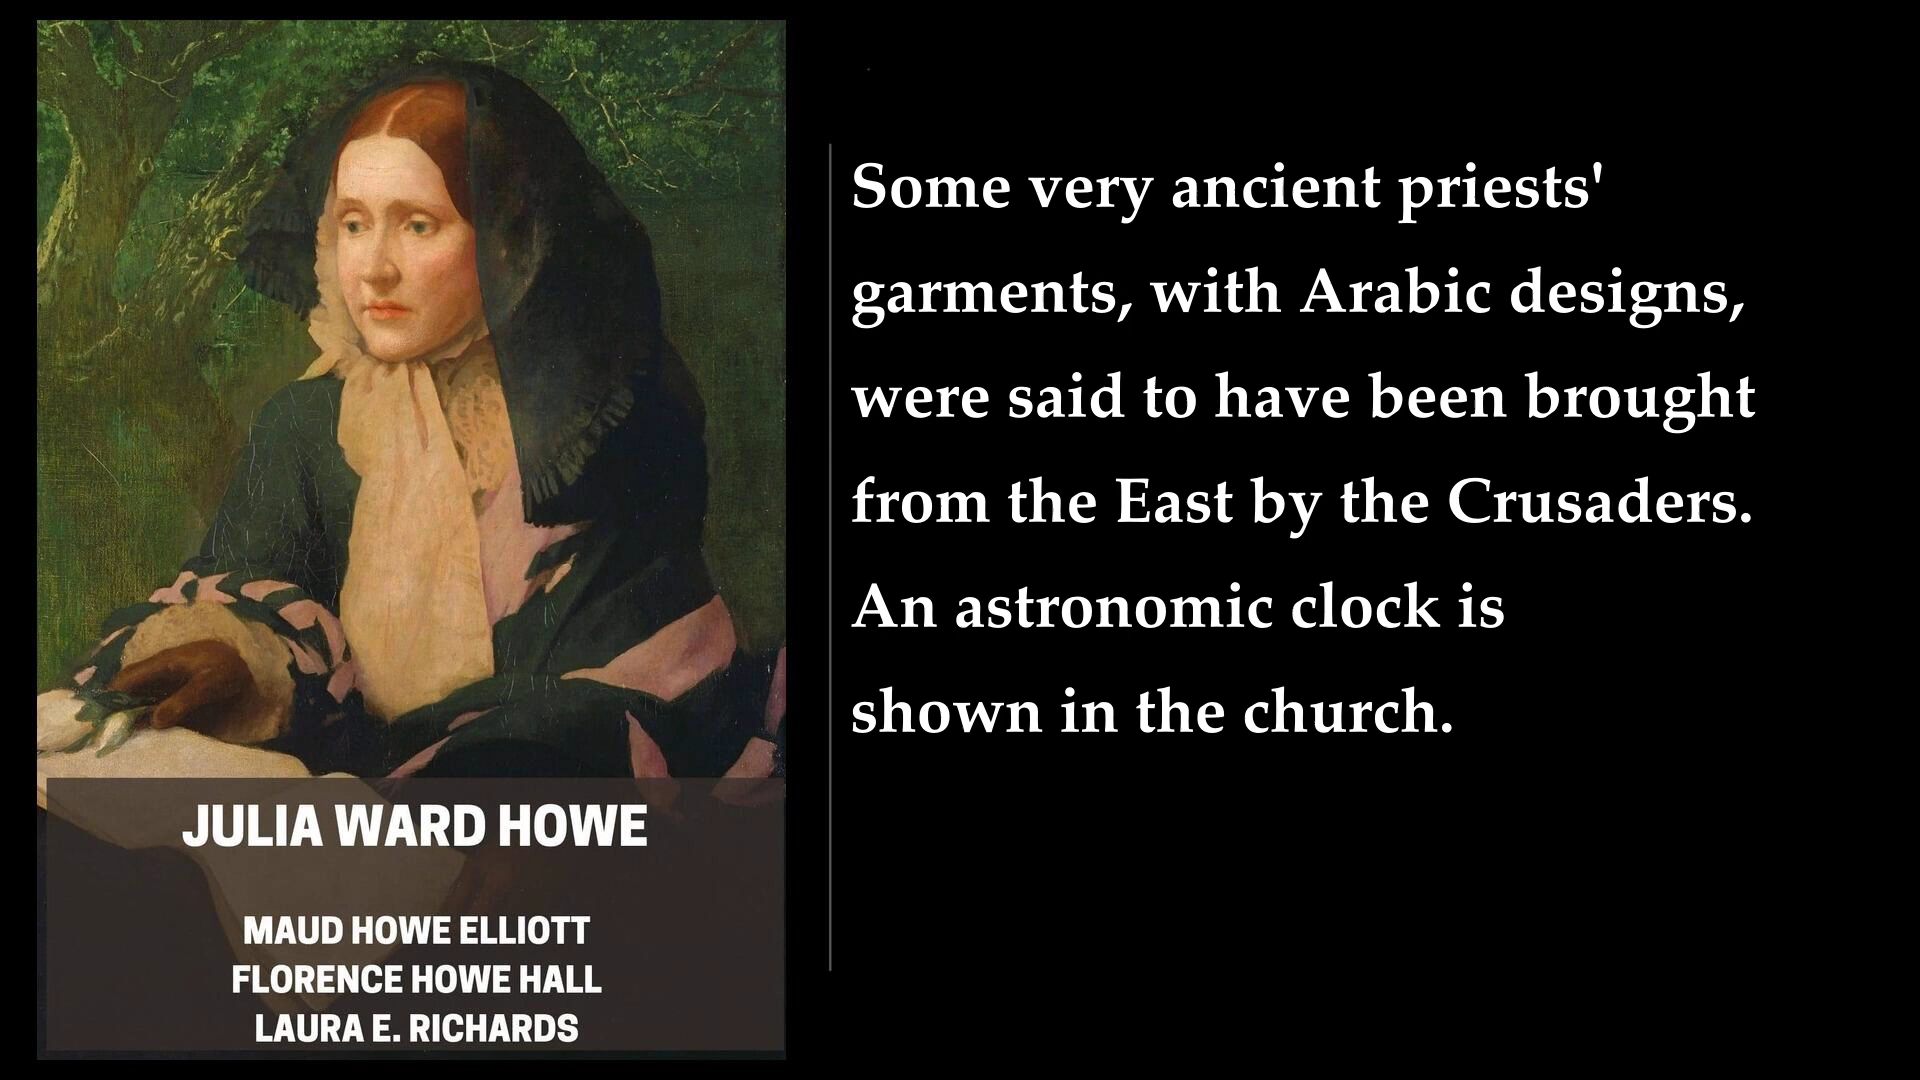 JULIA WARD HOWE
MAUD HOWE ELLIOTT
FLORENCE HOWE HALL
LAURA E. RICHARDS
Some very ancient priests'
garments, with Arabic designs,
were said to have been brought
from the East by the Crusaders.
An astronomic clock is
shown in the church.